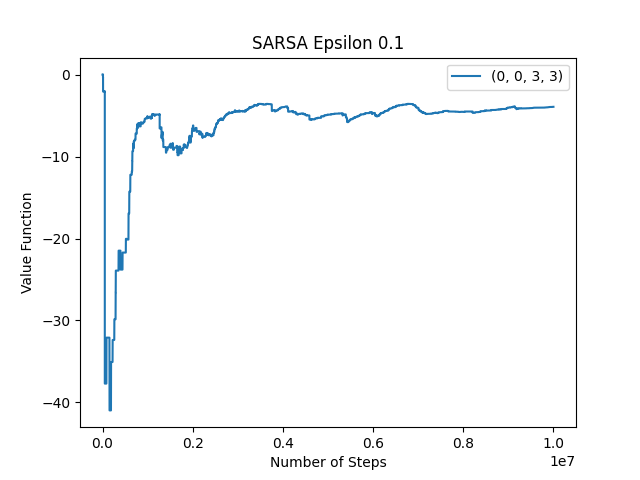 SARSA Epsilon 0.1
(0, 0, 3, 3)
Value Function
0
−10
−20
−30
−40
0.0 0.2 0.4 0.6 0.8 1.0
1e7
Number of Steps